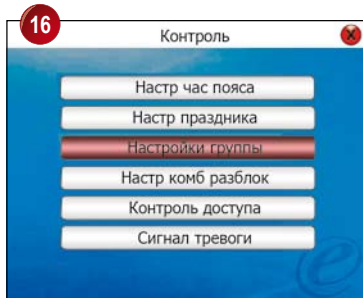 16
Контроль
X
Настр час пояса
Настр праздника
Настройки группы
Настр комб разблок
Контроль доступа
Сигнал тревоги
e